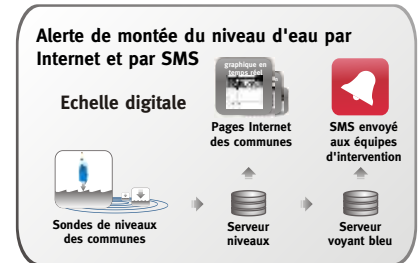 Alerte de montée du niveau d'eau par
Internet et par SMS
graphique en
temps réel
Echelle digitale
Pages Internet
des communes
SMS envoyé
aux équipes
d'intervention
Sondes de niveaux
des communes
Serveur
niveaux
Serveur
voyant bleu